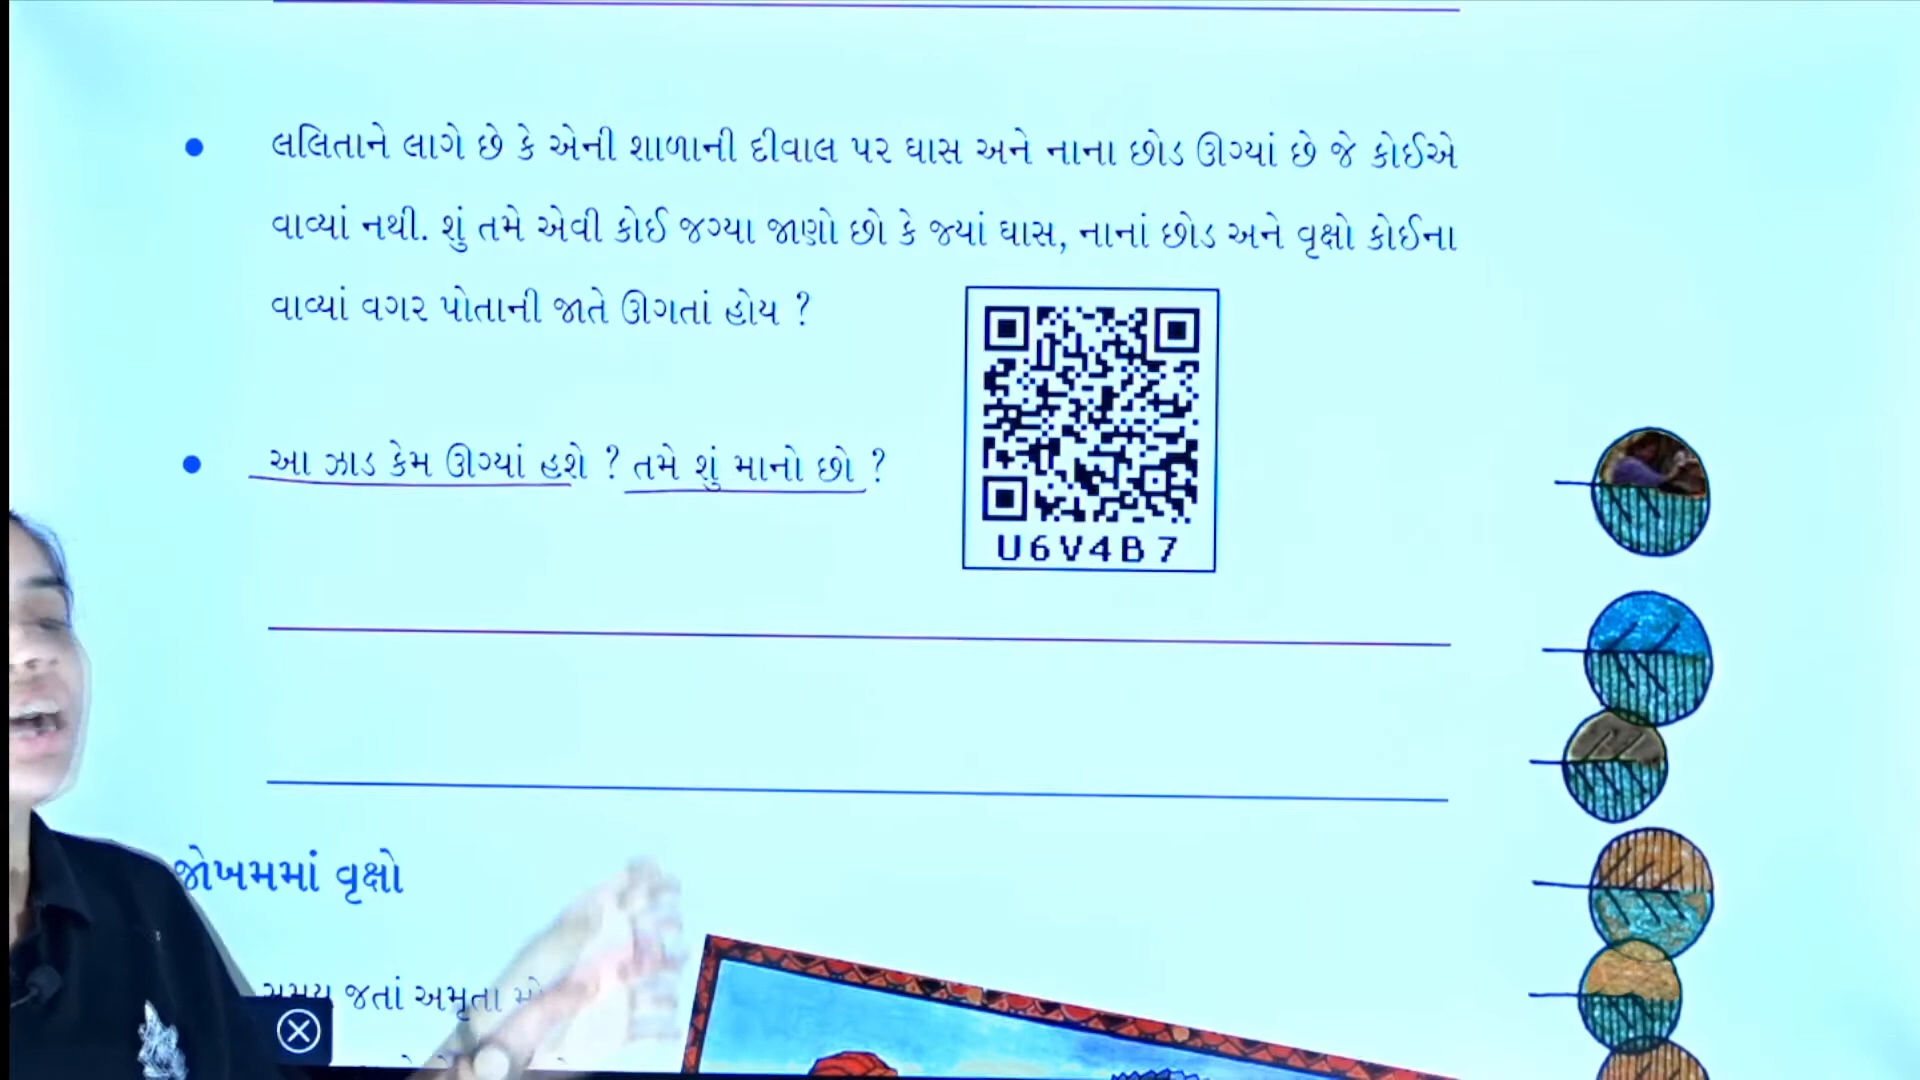 લલિતાને લાગે છે કે એની શાળાની દીવાલ પર ઘાસ અને નાના છોડ ઊગ્યાં છે જે કોઈએ
વાવ્યાં નથી. શું તમે એવી કોઈ જગ્યા જાણો છો કે જ્યાં ઘાસ, નાનાં છોડ અને વૃક્ષો કોઈના
વાવ્યાં વગર પોતાની જાતે ઊગતાં હોય ?
આ ઝાડ કેમ ઊગ્યાં હશે ? તમે શું માનો છો ?
U6V4B7
જોખમમાં વૃક્ષો
સમય જતાં અમૃતા